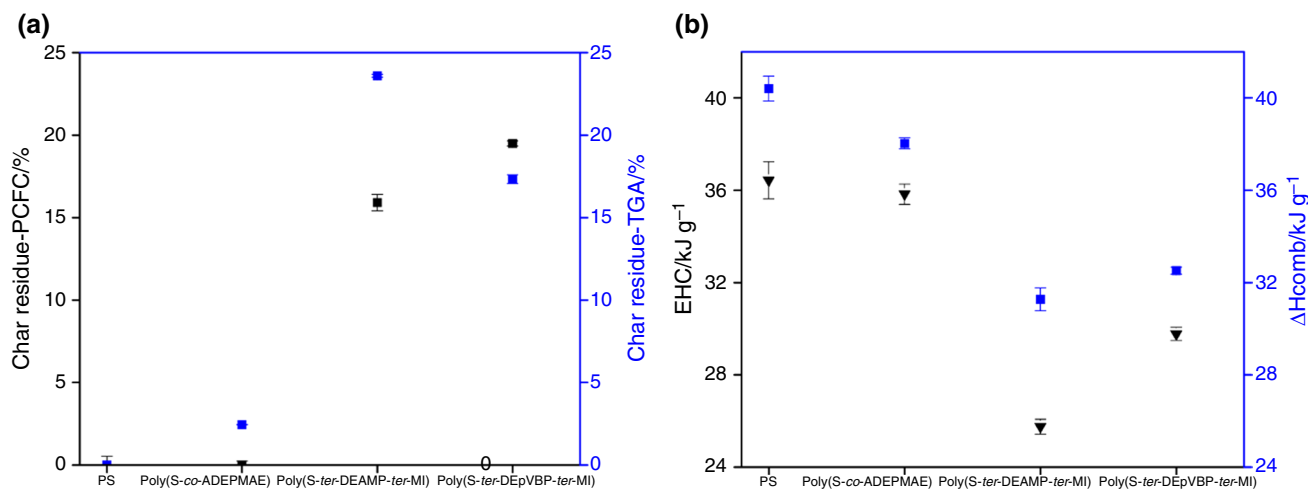 (a)
25
20
15
10
5
0
Char residue-PCFC/%
25
20
15
10
5
0
Char residue-TGA/%
0
PS
Poly(S-co-ADEPMAE)
Poly(S-ter-DEAMP-ter-MI)
Poly(S-ter-DEpVBP-ter-MI)
(b)
40
36
32
28
24
EHC/kJ g⁻¹
40
36
32
28
24
ΔHcomb/kJ g⁻¹
PS
Poly(S-co-ADEPMAE)
Poly(S-ter-DEAMP-ter-MI)
Poly(S-ter-DEpVBP-ter-MI)